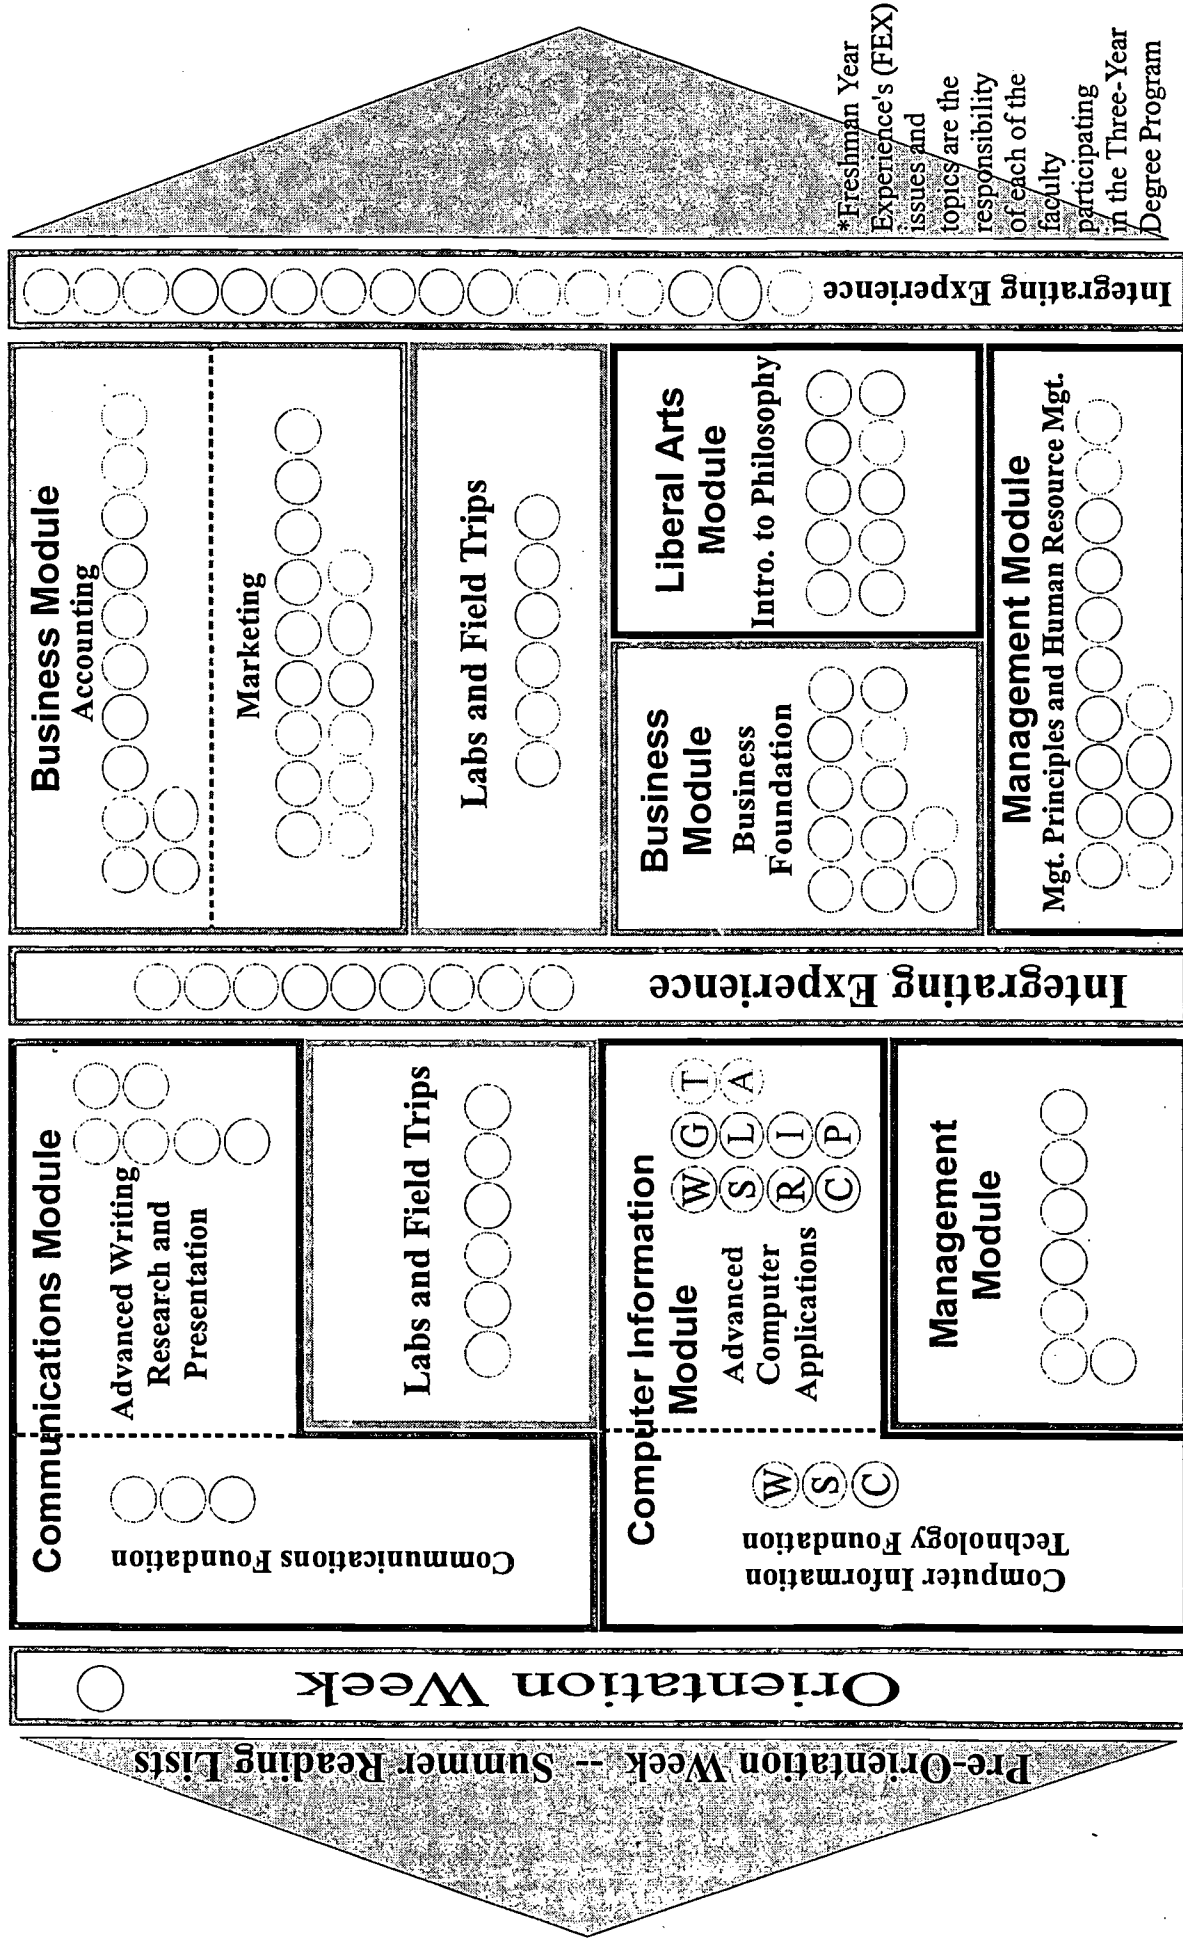 Pre-Orientation Week -- Summer Reading Lists
Orientation Week
Communications Module
Communications Foundation
Advanced Writing
Research and
Presentation
Labs and Field Trips
Computer Information
Module
Computer Information
Technology Foundation
W
S
C
Advanced
Computer
Applications
W G T
S L A
R I
C P
Management
Module
Integrating Experience
Business Module
Accounting
Marketing
Labs and Field Trips
Business
Module
Business
Foundation
Liberal Arts
Module
Intro. to Philosophy
Management Module
Mgt. Principles and Human Resource Mgt.
Integrating Experience
*Freshman Year
Experience's (FEX)
issues and
topics are the
responsibility
of each of the
faculty
participating
in the Three-Year
Degree Program